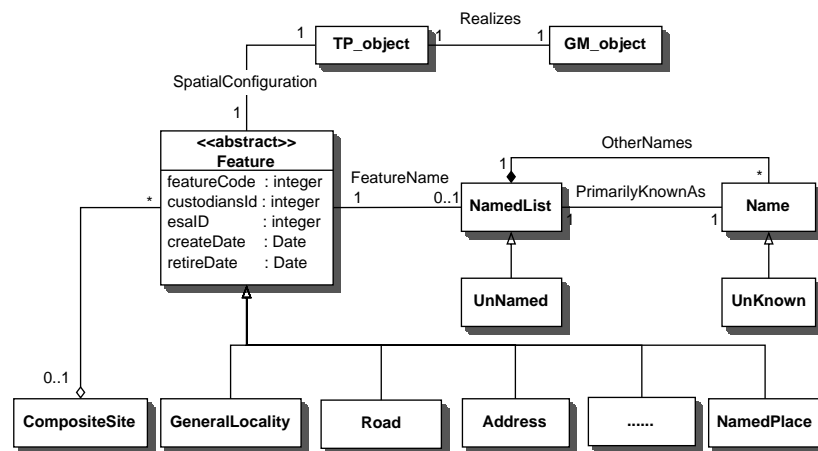 Realizes
1 TP_object 1 1 GM_object
SpatialConfiguration
1
<<abstract>>
Feature
featureCode : integer
custodiansId : integer
esaID : integer
createDate : Date
retireDate : Date
FeatureName
1 0..1
OtherNames
1 *
NamedList
PrimarilyKnownAs
1 1
Name
UnNamed
UnKnown
*
0..1
CompositeSite
GeneralLocality
Road
Address
......
NamedPlace